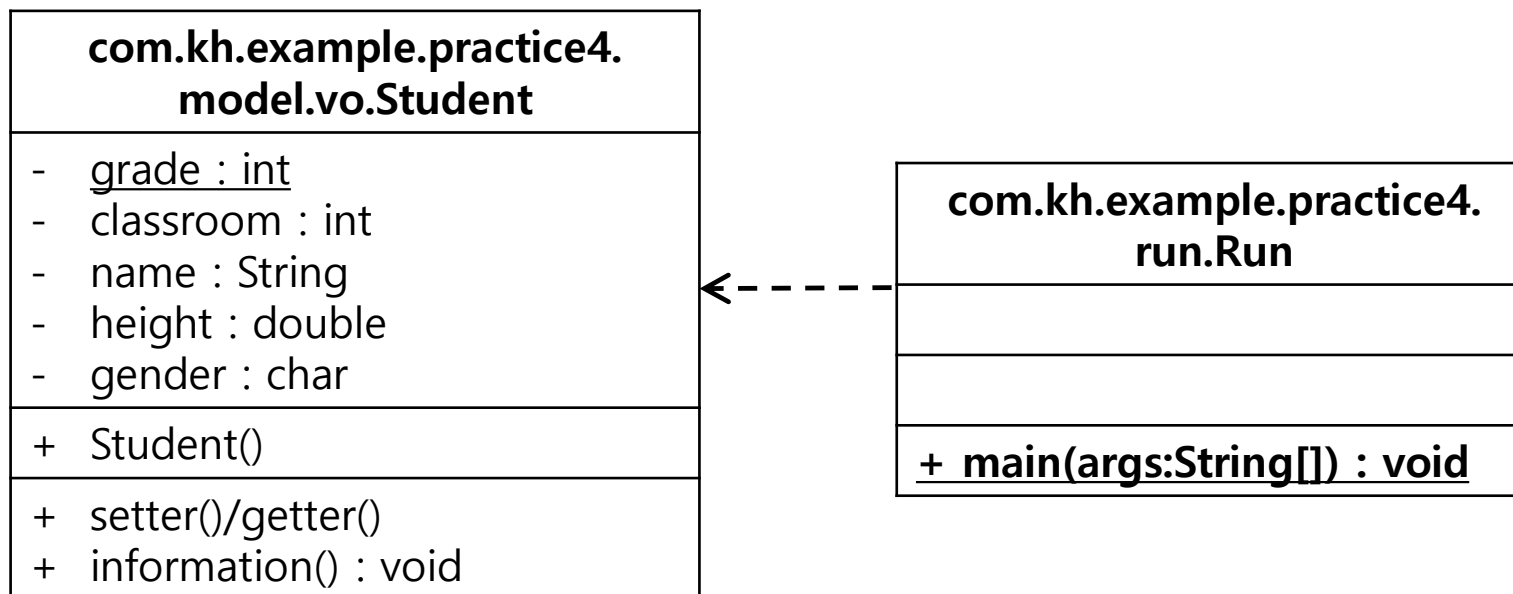 com.kh.example.practice4.
model.vo.Student
- grade : int
- classroom : int
- name : String
- height : double
- gender : char
+ Student()
+ setter()/getter()
+ information() : void
com.kh.example.practice4.
run.Run
+ main(args:String[]) : void